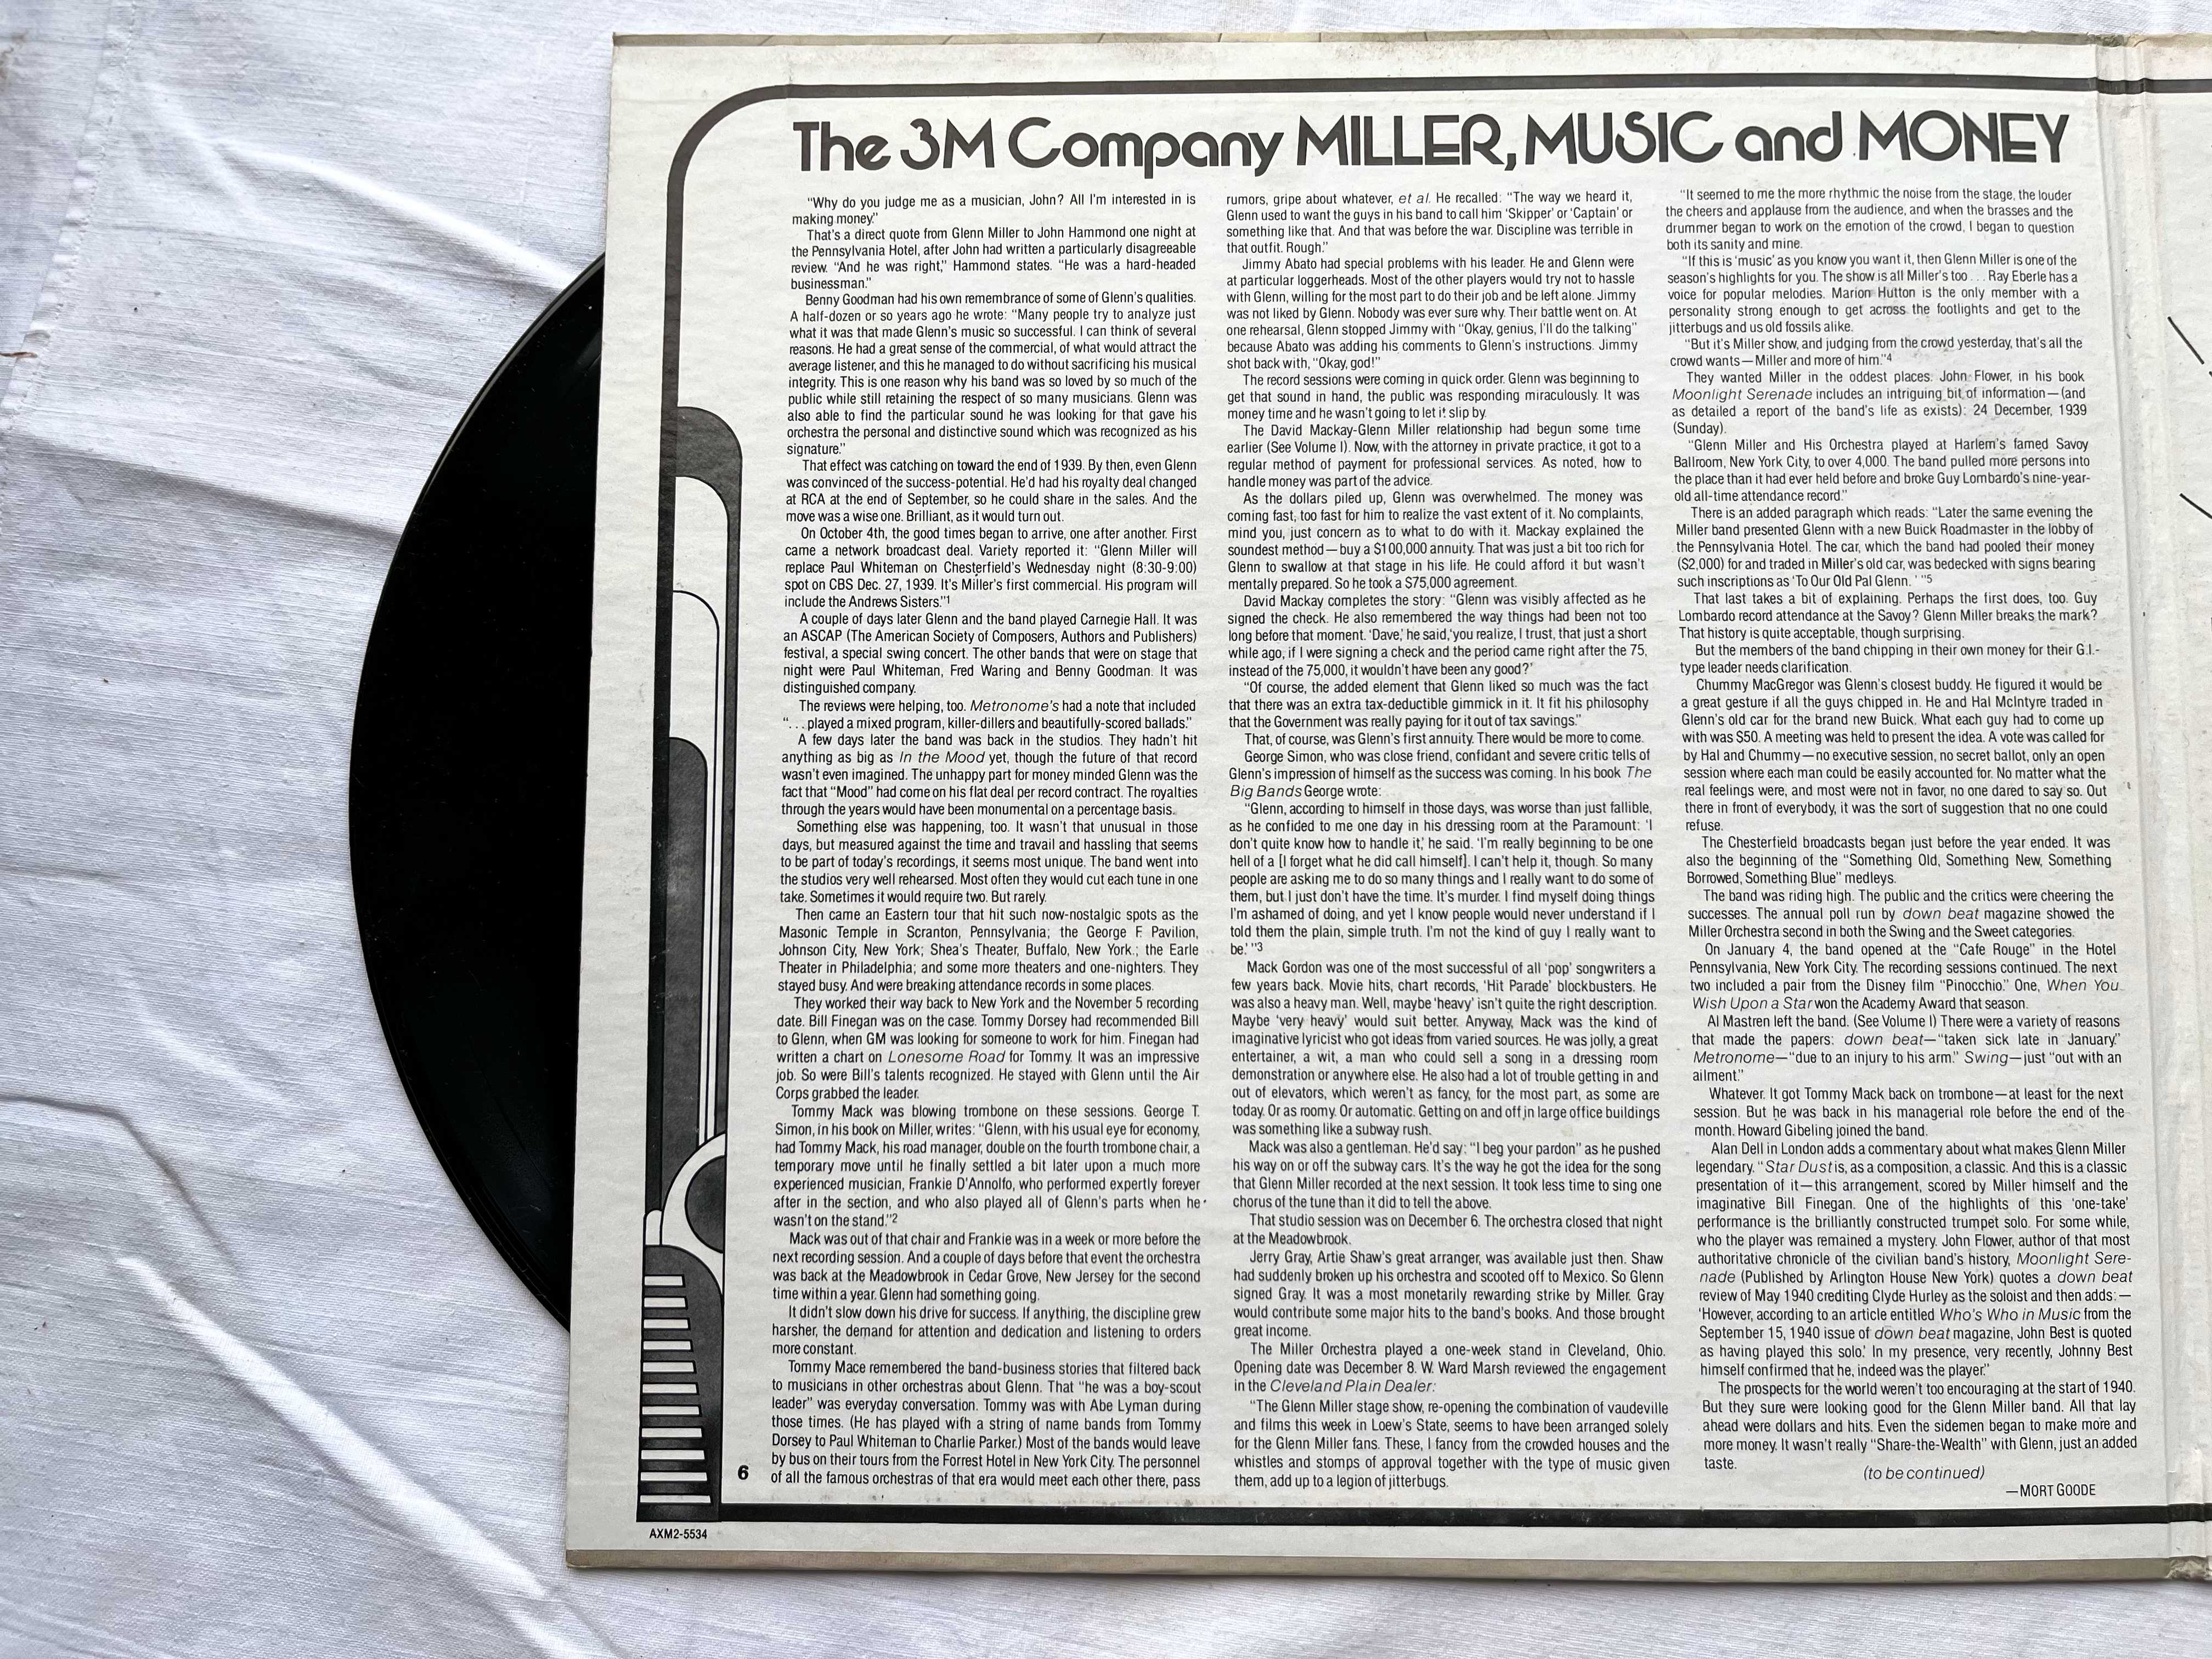 The 3M Company MILLER, MUSIC and MONEY
"Why do you judge me as a musician, John? All I'm interested in is
making money."
That's a direct quote from Glenn Miller to John Hammond one night at
the Pennsylvania Hotel, after John had written a particularly disagreeable
review. "And he was right," Hammond states. "He was a hard-headed
businessman."
Benny Goodman had his own remembrance of some of Glenn's qualities.
A half-dozen or so years ago he wrote: "Many people try to analyze just
what it was that made Glenn's music so successful. I can think of several
reasons. He had a great sense of the commercial, of what would attract the
average listener, and this he managed to do without sacrificing his musical
integrity. This is one reason why his band was so loved by so much of the
public while still retaining the respect of so many musicians. Glenn was
also able to find the particular sound he was looking for that gave his
orchestra the personal and distinctive sound which was recognized as his
signature."
That effect was catching on toward the end of 1939. By then, even Glenn
was convinced of the success-potential. He'd had his royalty deal changed
at RCA at the end of September, so he could share in the sales. And the
move was a wise one. Brilliant, as it would turn out.
On October 4th, the good times began to arrive, one after another. First
came a network broadcast deal. Variety reported it: "Glenn Miller will
replace Paul Whiteman on Chesterfield's Wednesday night (8:30-9:00)
spot on CBS Dec. 27, 1939. It's Miller's first commercial. His program will
include the Andrews Sisters."1
A couple of days later Glenn and the band played Carnegie Hall. It was
an ASCAP (The American Society of Composers, Authors and Publishers)
festival, a special swing concert. The other bands that were on stage that
night were Paul Whiteman, Fred Waring and Benny Goodman. It was
distinguished company.
The reviews were helping, too. Metronome's had a note that included
". . . played a mixed program, killer-dillers and beautifully-scored ballads."
A few days later the band was back in the studios. They hadn't hit
anything as big as In the Mood yet, though the future of that record
wasn't even imagined. The unhappy part for money minded Glenn was the
fact that "Mood" had come on his flat deal per record contract. The royalties
through the years would have been monumental on a percentage basis.
Something else was happening, too. It wasn't that unusual in those
days, but measured against the time and travail and hassling that seems
to be part of today's recordings, it seems most unique. The band went into
the studios very well rehearsed. Most often they would cut each tune in one
take. Sometimes it would require two. But rarely.
Then came an Eastern tour that hit such now-nostalgic spots as the
Masonic Temple in Scranton, Pennsylvania; the George F. Pavilion,
Johnson City, New York; Shea's Theater, Buffalo, New York.; the Earle
Theater in Philadelphia; and some more theaters and one-nighters. They
stayed busy. And were breaking attendance records in some places.
They worked their way back to New York and the November 5 recording
date. Bill Finegan was on the case. Tommy Dorsey had recommended Bill
to Glenn, when GM was looking for someone to work for him. Finegan had
written a chart on Lonesome Road for Tommy. It was an impressive
job. So were Bill's talents recognized. He stayed with Glenn until the Air
Corps grabbed the leader.
Tommy Mack was blowing trombone on these sessions. George T.
Simon, in his book on Miller, writes: "Glenn, with his usual eye for economy,
had Tommy Mack, his road manager, double on the fourth trombone chair, a
temporary move until he finally settled a bit later upon a much more
experienced musician, Frankie D'Annolfo, who performed expertly forever
after in the section, and who also played all of Glenn's parts when he
wasn't on the stand."2
Mack was out of that chair and Frankie was in a week or more before the
next recording session. And a couple of days before that event the orchestra
was back at the Meadowbrook in Cedar Grove, New Jersey for the second
time within a year. Glenn had something going.
It didn't slow down his drive for success. If anything, the discipline grew
harsher, the demand for attention and dedication and listening to orders
more constant.
Tommy Mace remembered the band-business stories that filtered back
to musicians in other orchestras about Glenn. That "he was a boy-scout
leader" was everyday conversation. Tommy was with Abe Lyman during
those times. (He has played with a string of name bands from Tommy
Dorsey to Paul Whiteman to Charlie Parker.) Most of the bands would leave
by bus on their tours from the Forrest Hotel in New York City. The personnel
of all the famous orchestras of that era would meet each other there, pass
rumors, gripe about whatever, et al. He recalled: "The way we heard it,
Glenn used to want the guys in his band to call him 'Skipper' or 'Captain' or
something like that. And that was before the war. Discipline was terrible in
that outfit. Rough."
Jimmy Abato had special problems with his leader. He and Glenn were
at particular loggerheads. Most of the other players would try not to hassle
with Glenn, willing for the most part to do their job and be left alone. Jimmy
was not liked by Glenn. Nobody was ever sure why. Their battle went on. At
one rehearsal, Glenn stopped Jimmy with "Okay, genius, I'll do the talking"
because Abato was adding his comments to Glenn's instructions. Jimmy
shot back with, "Okay, god!"
The record sessions were coming in quick order. Glenn was beginning to
get that sound in hand, the public was responding miraculously. It was
money time and he wasn't going to let it slip by.
The David Mackay-Glenn Miller relationship had begun some time
earlier (See Volume I). Now, with the attorney in private practice, it got to a
regular method of payment for professional services. As noted, how to
handle money was part of the advice.
As the dollars piled up, Glenn was overwhelmed. The money was
coming fast, too fast for him to realize the vast extent of it. No complaints,
mind you, just concern as to what to do with it. Mackay explained the
soundest method—buy a $100,000 annuity. That was just a bit too rich for
Glenn to swallow at that stage in his life. He could afford it but wasn't
mentally prepared. So he took a $75,000 agreement.
David Mackay completes the story: "Glenn was visibly affected as he
signed the check. He also remembered the way things had been not too
long before that moment. 'Dave,' he said, 'you realize, I trust, that just a short
while ago, if I were signing a check and the period came right after the 75,
instead of the 75,000, it wouldn't have been any good?'
"Of course, the added element that Glenn liked so much was the fact
that there was an extra tax-deductible gimmick in it. It fit his philosophy
that the Government was really paying for it out of tax savings."
That, of course, was Glenn's first annuity. There would be more to come.
George Simon, who was close friend, confidant and severe critic tells of
Glenn's impression of himself as the success was coming. In his book The
Big Bands George wrote:
"Glenn, according to himself in those days, was worse than just fallible,
as he confided to me one day in his dressing room at the Paramount: 'I
don't quite know how to handle it,' he said. 'I'm really beginning to be one
hell of a [I forget what he did call himself]. I can't help it, though. So many
people are asking me to do so many things and I really want to do some of
them, but I just don't have the time. It's murder. I find myself doing things
I'm ashamed of doing, and yet I know people would never understand if I
told them the plain, simple truth. I'm not the kind of guy I really want to
be.' "3
Mack Gordon was one of the most successful of all 'pop' songwriters a
few years back. Movie hits, chart records, 'Hit Parade' blockbusters. He
was also a heavy man. Well, maybe 'heavy' isn't quite the right description.
Maybe 'very heavy' would suit better. Anyway, Mack was the kind of
imaginative lyricist who got ideas from varied sources. He was jolly, a great
entertainer, a wit, a man who could sell a song in a dressing room
demonstration or anywhere else. He also had a lot of trouble getting in and
out of elevators, which weren't as fancy, for the most part, as some are
today. Or as roomy. Or automatic. Getting on and off in large office buildings
was something like a subway rush.
Mack was also a gentleman. He'd say: "I beg your pardon" as he pushed
his way on or off the subway cars. It's the way he got the idea for the song
that Glenn Miller recorded at the next session. It took less time to sing one
chorus of the tune than it did to tell the above.
That studio session was on December 6. The orchestra closed that night
at the Meadowbrook.
Jerry Gray, Artie Shaw's great arranger, was available just then. Shaw
had suddenly broken up his orchestra and scooted off to Mexico. So Glenn
signed Gray. It was a most monetarily rewarding strike by Miller. Gray
would contribute some major hits to the band's books. And those brought
great income.
The Miller Orchestra played a one-week stand in Cleveland, Ohio.
Opening date was December 8. W. Ward Marsh reviewed the engagement
in the Cleveland Plain Dealer:
"The Glenn Miller stage show, re-opening the combination of vaudeville
and films this week in Loew's State, seems to have been arranged solely
for the Glenn Miller fans. These, I fancy from the crowded houses and the
whistles and stomps of approval together with the type of music given
them, add up to a legion of jitterbugs.
"It seemed to me the more rhythmic the noise from the stage, the louder
the cheers and applause from the audience, and when the brasses and the
drummer began to work on the emotion of the crowd, I began to question
both its sanity and mine.
"If this is 'music' as you know you want it, then Glenn Miller is one of the
season's highlights for you. The show is all Miller's too . . . Ray Eberle has a
voice for popular melodies. Marion Hutton is the only member with a
personality strong enough to get across the footlights and get to the
jitterbugs and us old fossils alike.
"But it's Miller show, and judging from the crowd yesterday, that's all the
crowd wants—Miller and more of him."4
They wanted Miller in the oddest places. John Flower, in his book
Moonlight Serenade includes an intriguing bit of information—(and
as detailed a report of the band's life as exists): 24 December, 1939
(Sunday).
"Glenn Miller and His Orchestra played at Harlem's famed Savoy
Ballroom, New York City, to over 4,000. The band pulled more persons into
the place than it had ever held before and broke Guy Lombardo's nine-year-
old all-time attendance record."
There is an added paragraph which reads: "Later the same evening the
Miller band presented Glenn with a new Buick Roadmaster in the lobby of
the Pennsylvania Hotel. The car, which the band had pooled their money
($2,000) for and traded in Miller's old car, was bedecked with signs bearing
such inscriptions as 'To Our Old Pal Glenn. ' "5
That last takes a bit of explaining. Perhaps the first does, too. Guy
Lombardo record attendance at the Savoy? Glenn Miller breaks the mark?
That history is quite acceptable, though surprising.
But the members of the band chipping in their own money for their G.I.-
type leader needs clarification.
Chummy MacGregor was Glenn's closest buddy. He figured it would be
a great gesture if all the guys chipped in. He and Hal McIntyre traded in
Glenn's old car for the brand new Buick. What each guy had to come up
with was $50. A meeting was held to present the idea. A vote was called for
by Hal and Chummy—no executive session, no secret ballot, only an open
session where each man could be easily accounted for. No matter what the
real feelings were, and most were not in favor, no one dared to say so. Out
there in front of everybody, it was the sort of suggestion that no one could
refuse.
The Chesterfield broadcasts began just before the year ended. It was
also the beginning of the "Something Old, Something New, Something
Borrowed, Something Blue" medleys.
The band was riding high. The public and the critics were cheering the
successes. The annual poll run by down beat magazine showed the
Miller Orchestra second in both the Swing and the Sweet categories.
On January 4, the band opened at the "Cafe Rouge" in the Hotel
Pennsylvania, New York City. The recording sessions continued. The next
two included a pair from the Disney film "Pinocchio." One, When You
Wish Upon a Star won the Academy Award that season.
Al Mastren left the band. (See Volume I) There were a variety of reasons
that made the papers: down beat—"taken sick late in January."
Metronome—"due to an injury to his arm." Swing—just "out with an
ailment."
Whatever. It got Tommy Mack back on trombone—at least for the next
session. But he was back in his managerial role before the end of the
month. Howard Gibeling joined the band.
Alan Dell in London adds a commentary about what makes Glenn Miller
legendary. "Star Dust is, as a composition, a classic. And this is a classic
presentation of it—this arrangement, scored by Miller himself and the
imaginative Bill Finegan. One of the highlights of this 'one-take'
performance is the brilliantly constructed trumpet solo. For some while,
who the player was remained a mystery. John Flower, author of that most
authoritative chronicle of the civilian band's history, Moonlight Sere-
nade (Published by Arlington House New York) quotes a down beat
review of May 1940 crediting Clyde Hurley as the soloist and then adds:—
'However, according to an article entitled Who's Who in Music from the
September 15, 1940 issue of down beat magazine, John Best is quoted
as having played this solo.' In my presence, very recently, Johnny Best
himself confirmed that he, indeed was the player."
The prospects for the world weren't too encouraging at the start of 1940.
But they sure were looking good for the Glenn Miller band. All that lay
ahead were dollars and hits. Even the sidemen began to make more and
more money. It wasn't really "Share-the-Wealth" with Glenn, just an added
taste.
(to be continued)
—MORT GOODE
6
AXM2-5534